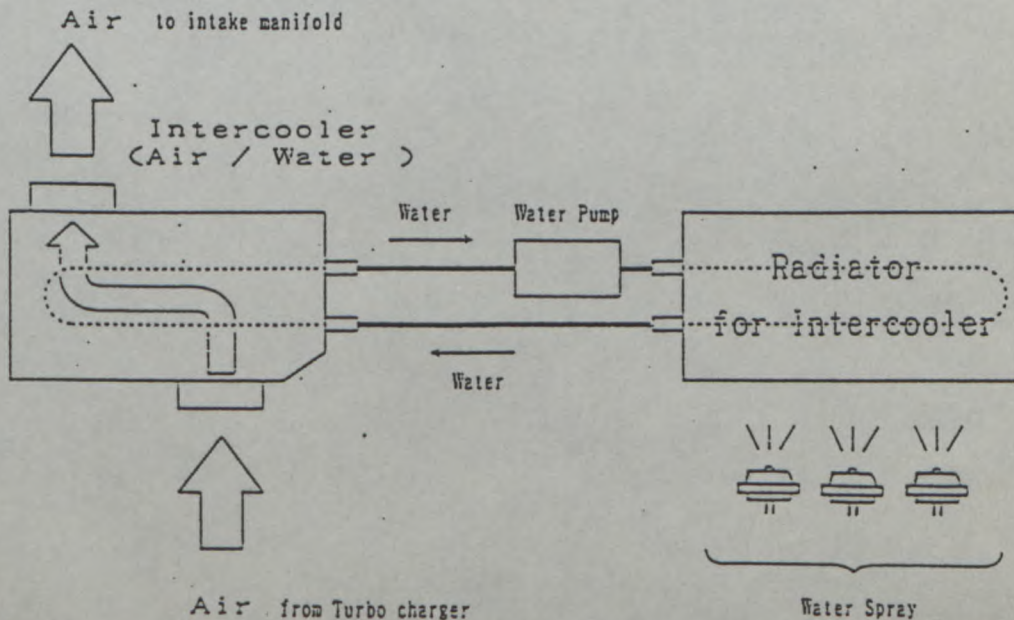 Air to intake manifold
Intercooler
(Air / Water )
Water
Water Pump
Radiator
for Intercooler
Water
Air from Turbo charger
Water Spray